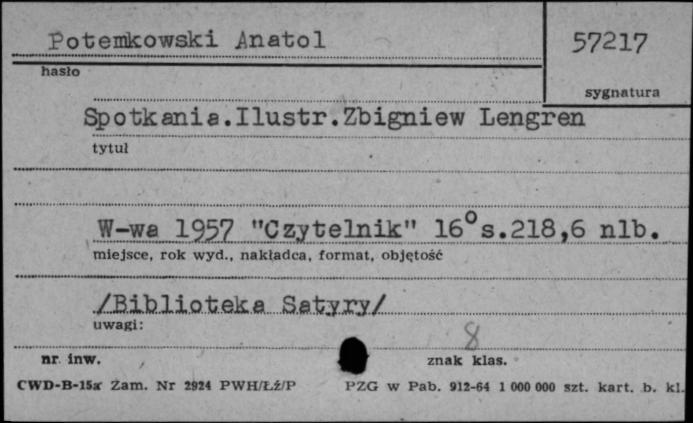 Potemkowski Anatol
57217
hasło
sygnatura
Spotkania.Ilustr.Zbigniew Lengren
tytuł
W-wa 1957 "Czytelnik" 16° s.218,6 nlb.
miejsce, rok wyd., nakładca, format, objętość
/Biblioteka Satyry/
uwagi:
8
nr. inw.
znak klas.
CWD-B-15a Zam. Nr 2924 PWH/Łź/P PZG w Pab. 912-64 1 000 000 szt. kart. b. kl.